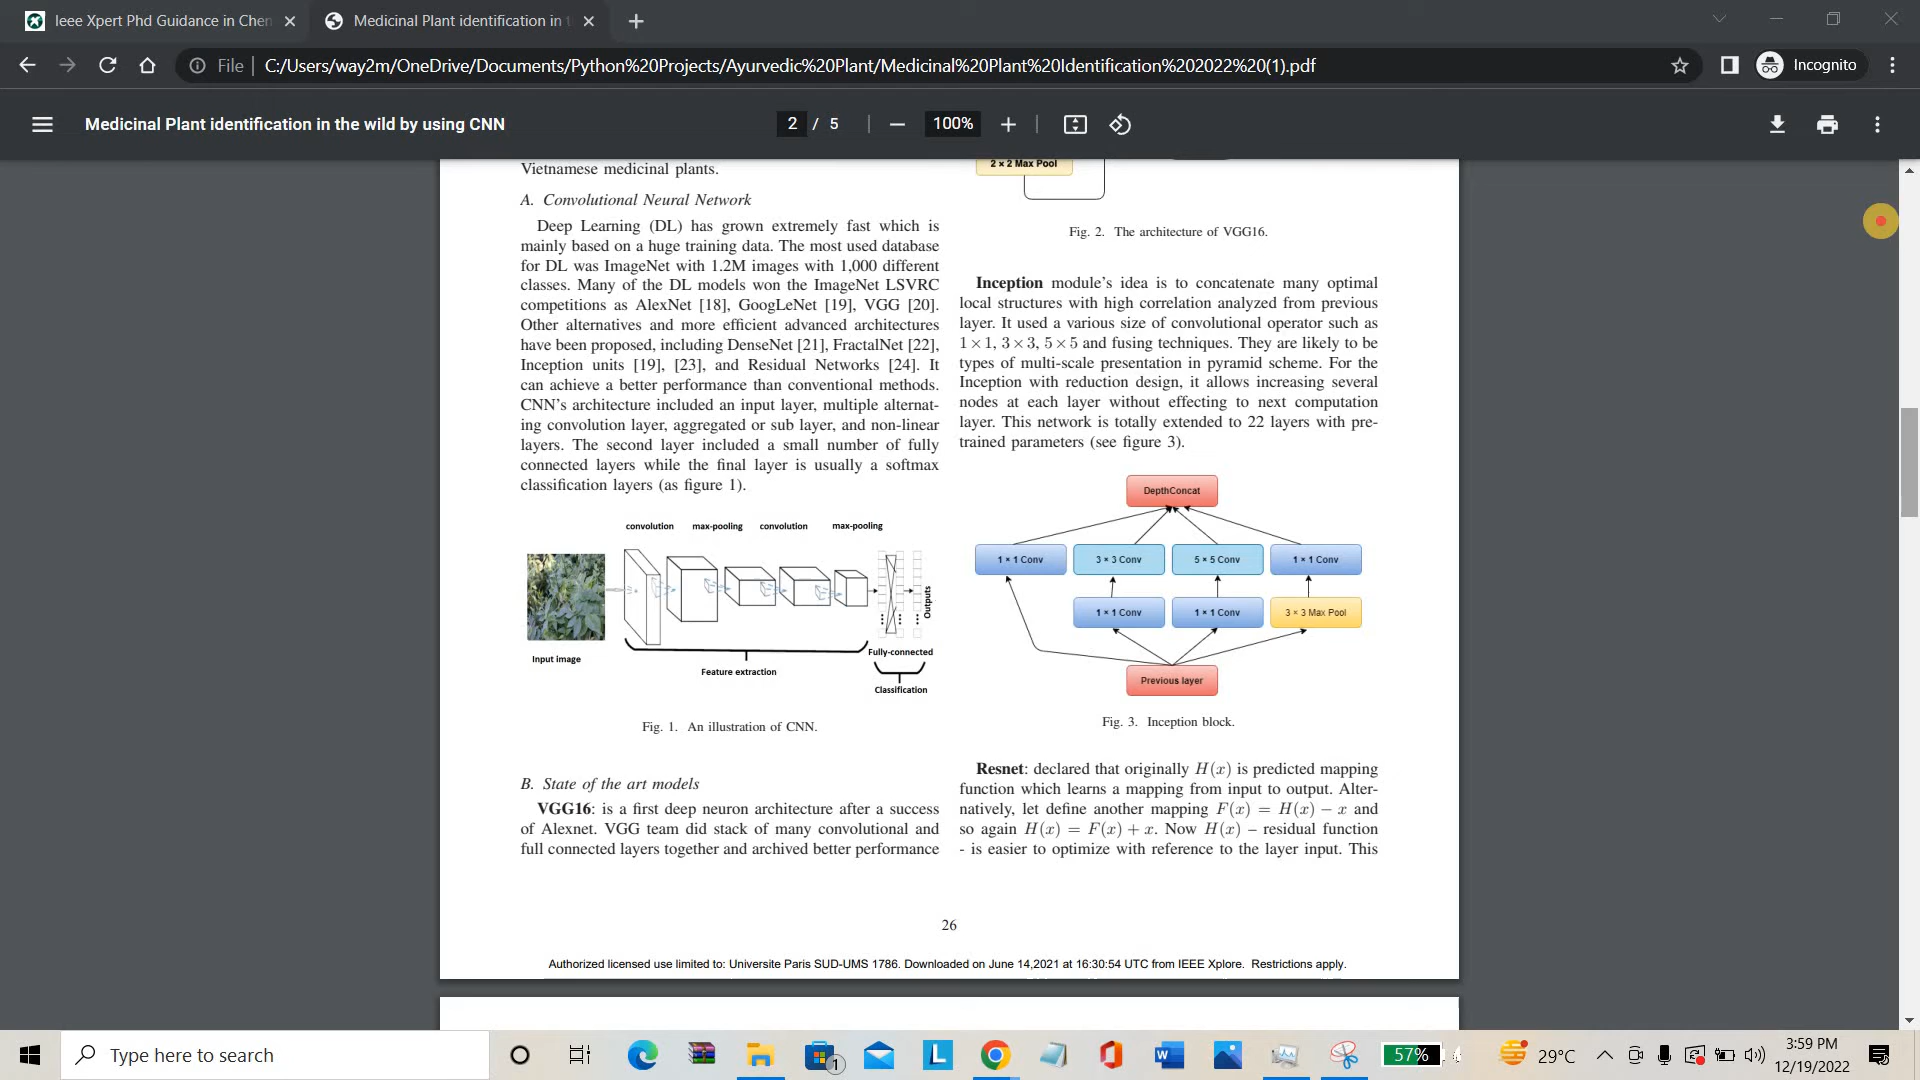 Ieee Xpert Phd Guidance in Chen
Medicinal Plant identification in t
File
C:/Users/way2m/OneDrive/Documents/Python%20Projects/Ayurvedic%20Plant/Medicinal%20Plant%20Identification%202022%20(1).pdf
Incognito
Medicinal Plant identification in the wild by using CNN
2 / 5
100%
Vietnamese medicinal plants.
A. Convolutional Neural Network
Deep Learning (DL) has grown extremely fast which is
mainly based on a huge training data. The most used database
for DL was ImageNet with 1.2M images with 1,000 different
classes. Many of the DL models won the ImageNet LSVRC
competitions as AlexNet [18], GoogLeNet [19], VGG [20].
Other alternatives and more efficient advanced architectures
have been proposed, including DenseNet [21], FractalNet [22],
Inception units [19], [23], and Residual Networks [24]. It
can achieve a better performance than conventional methods.
CNN's architecture included an input layer, multiple alternat-
ing convolution layer, aggregated or sub layer, and non-linear
layers. The second layer included a small number of fully
connected layers while the final layer is usually a softmax
classification layers (as figure 1).
convolution max-pooling convolution max-pooling
Outputs
Input image
Fully-connected
Feature extraction
Classification
Fig. 1. An illustration of CNN.
B. State of the art models
VGG16: is a first deep neuron architecture after a success
of Alexnet. VGG team did stack of many convolutional and
full connected layers together and archived better performance
2 × 2 Max Pool
Fig. 2. The architecture of VGG16.
Inception module's idea is to concatenate many optimal
local structures with high correlation analyzed from previous
layer. It used a various size of convolutional operator such as
1 × 1, 3 × 3, 5 × 5 and fusing techniques. They are likely to be
types of multi-scale presentation in pyramid scheme. For the
Inception with reduction design, it allows increasing several
nodes at each layer without effecting to next computation
layer. This network is totally extended to 22 layers with pre-
trained parameters (see figure 3).
DepthConcat
1 × 1 Conv 3 × 3 Conv 5 × 5 Conv 1 × 1 Conv
1 × 1 Conv 1 × 1 Conv 3 × 3 Max Pool
Previous layer
Fig. 3. Inception block.
Resnet: declared that originally H(x) is predicted mapping
function which learns a mapping from input to output. Alter-
natively, let define another mapping F(x) = H(x) − x and
so again H(x) = F(x) + x. Now H(x) – residual function
- is easier to optimize with reference to the layer input. This
26
Authorized licensed use limited to: Universite Paris SUD-UMS 1786. Downloaded on June 14,2021 at 16:30:54 UTC from IEEE Xplore. Restrictions apply.
Type here to search
1
L
W
57%
29°C
3:59 PM
12/19/2022